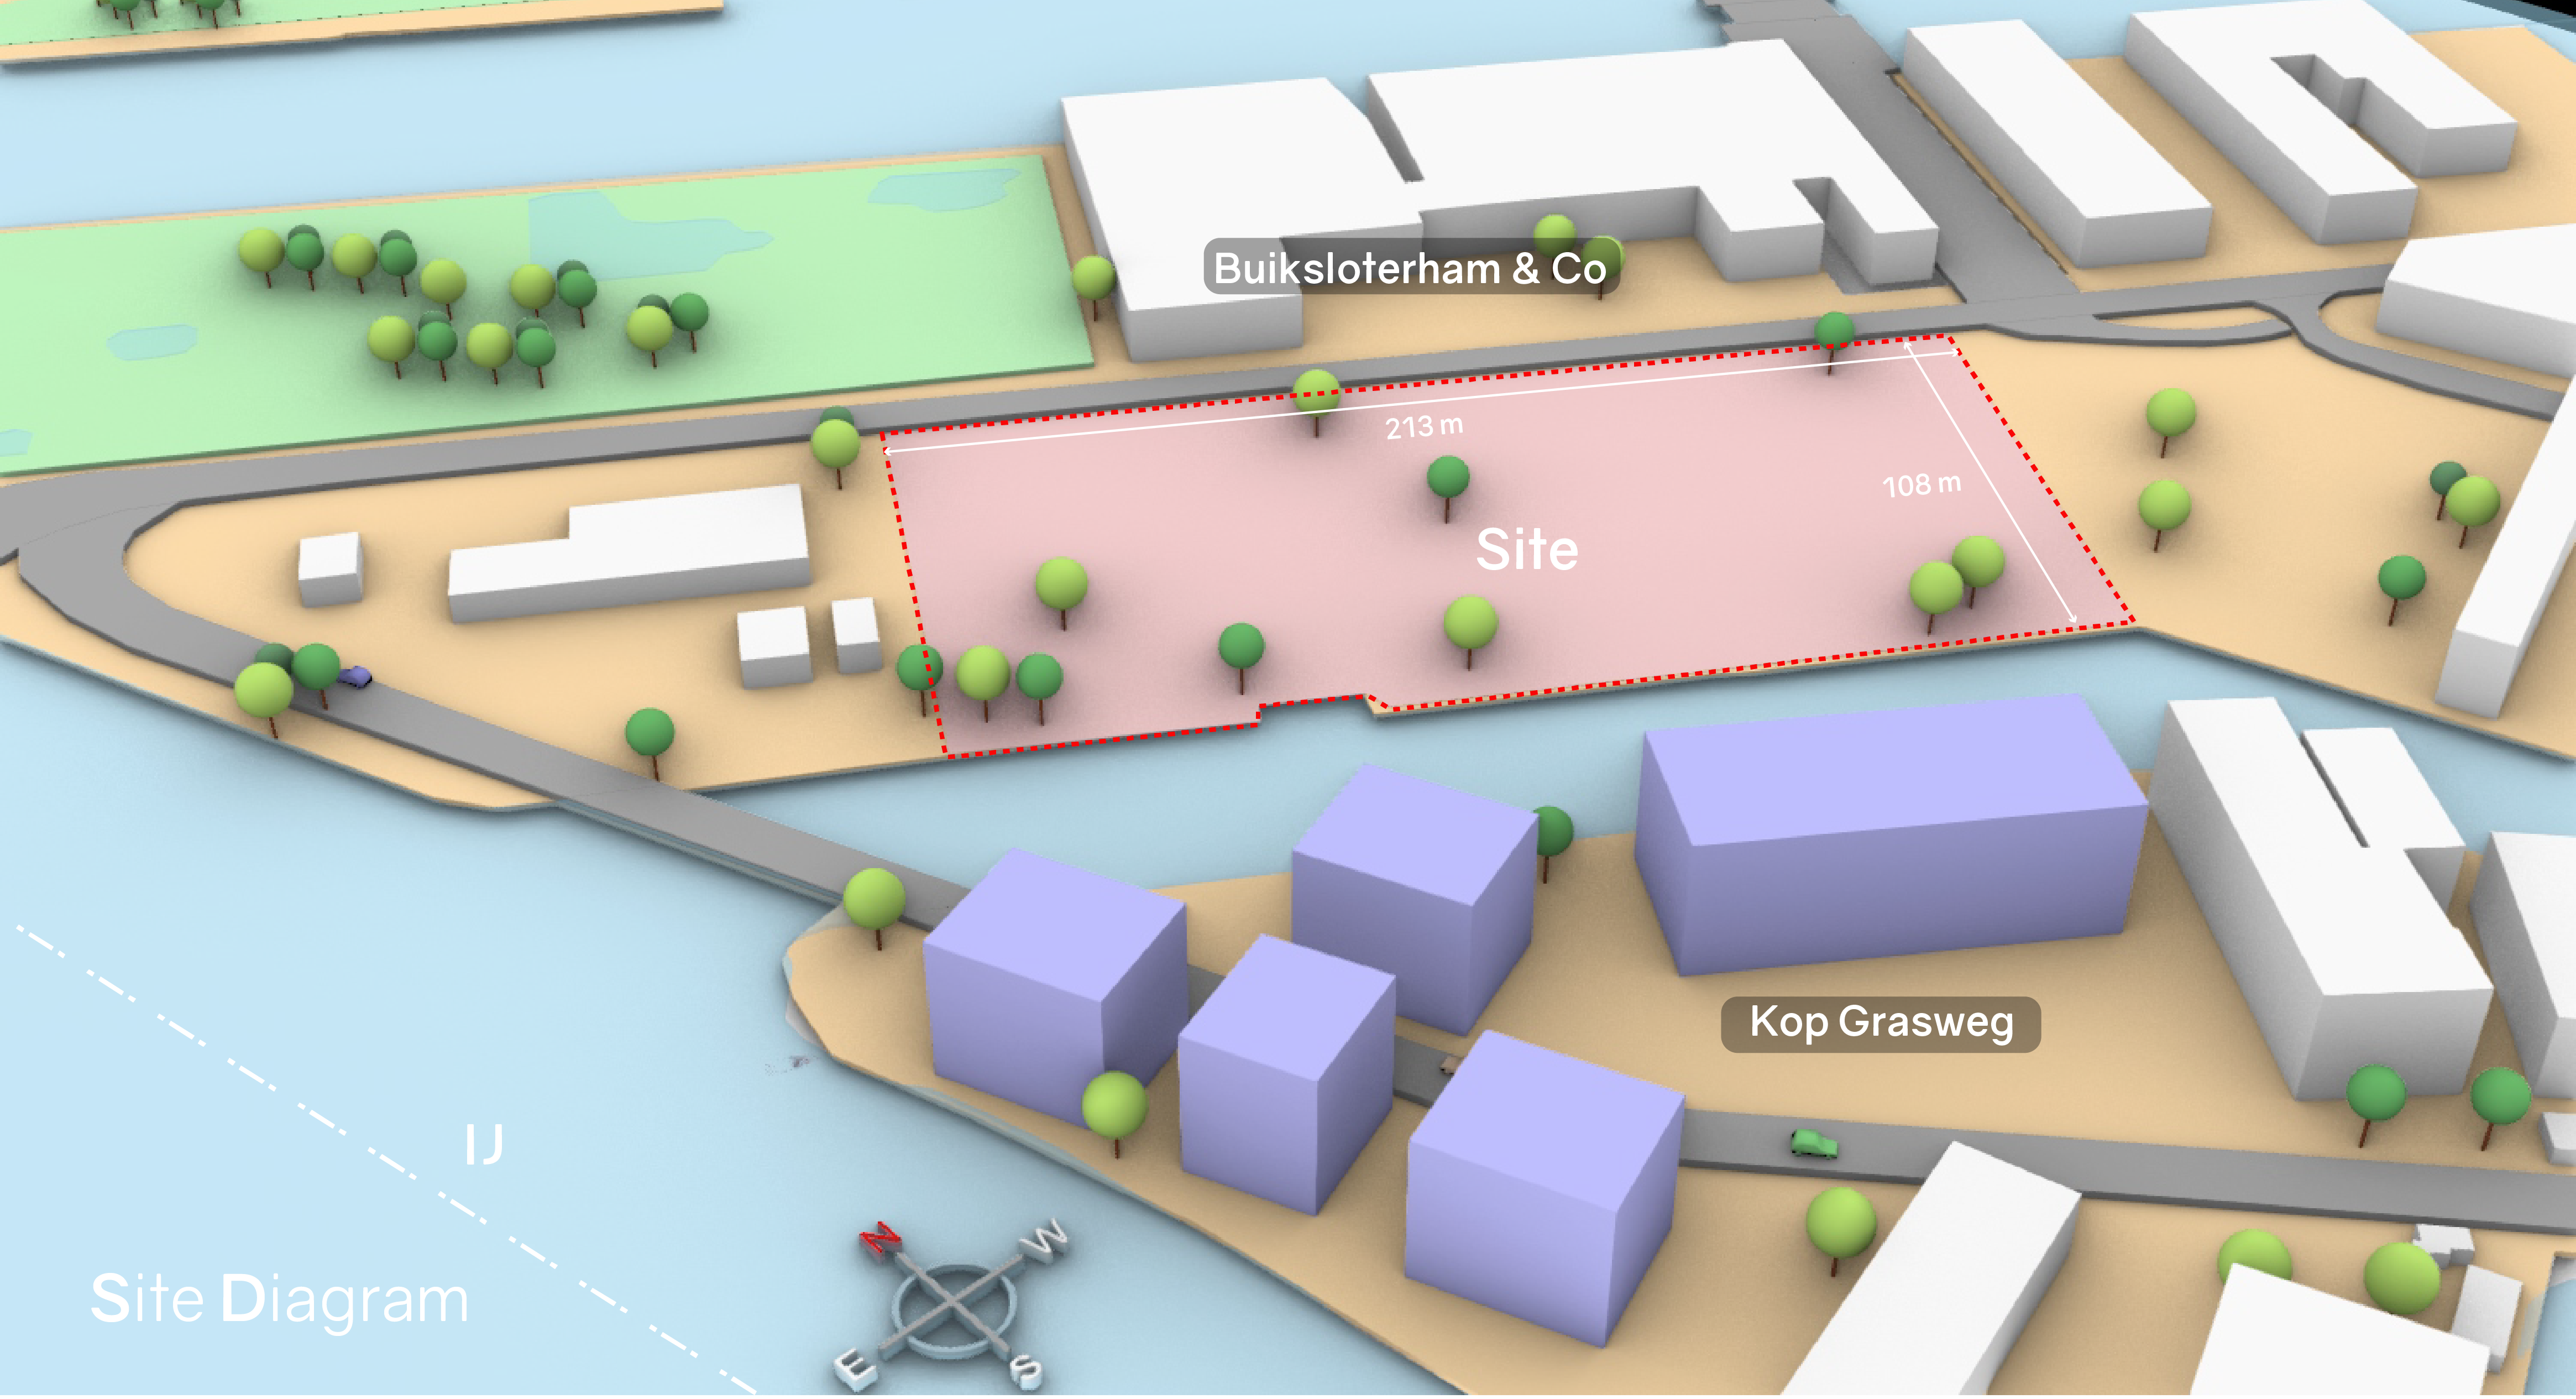 Buiksloterham & Co
213 m
108 m
Site
Kop Grasweg
IJ
N
W
E
S
Site Diagram